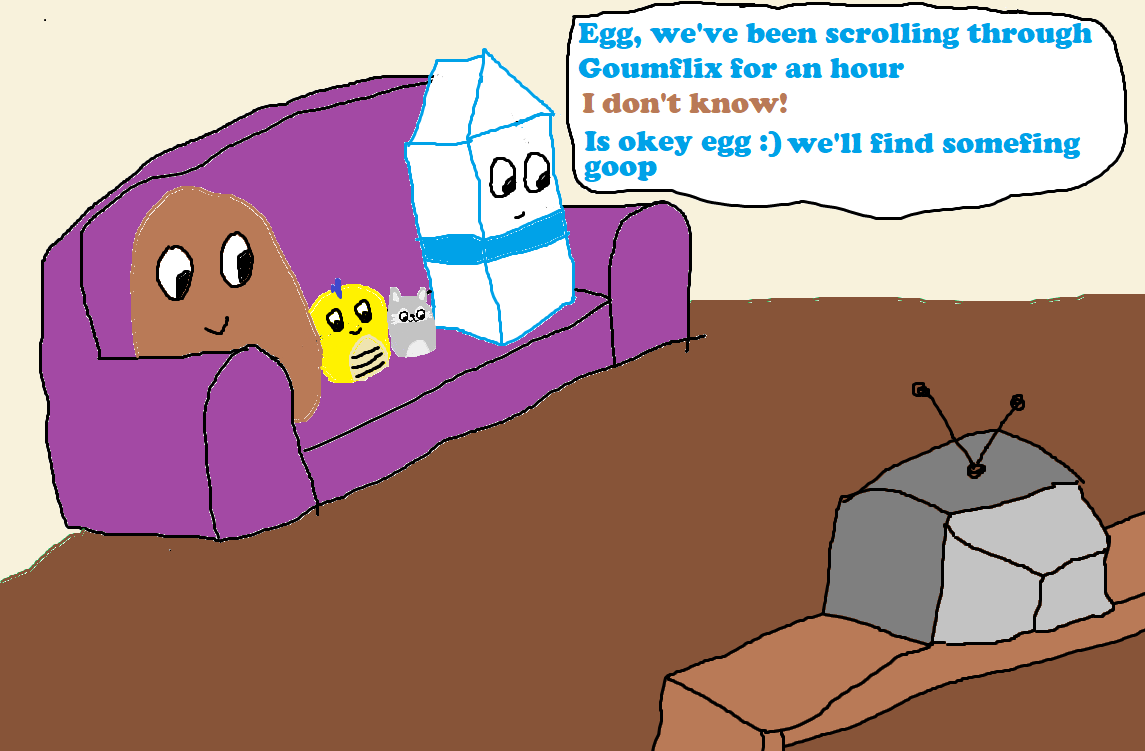 Egg, we've been scrolling through
Goumflix for an hour
I don't know!
Is okey egg :) we'll find somefing
goop